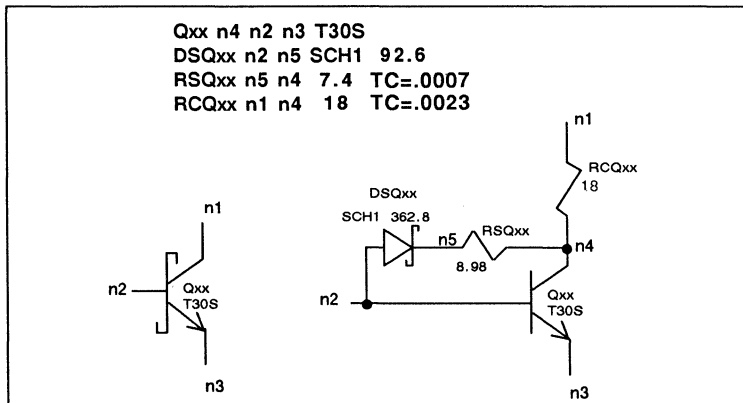 Qxx n4 n2 n3 T30S
DSQxx n2 n5 SCH1 92.6
RSQxx n5 n4 7.4 TC=.0007
RCQxx n1 n4 18 TC=.0023
n1
n2
Qxx
T30S
n3
n1
RCQxx
18
DSQxx
SCH1 362.8
n5
RSQxx
8.98
n4
n2
Qxx
T30S
n3